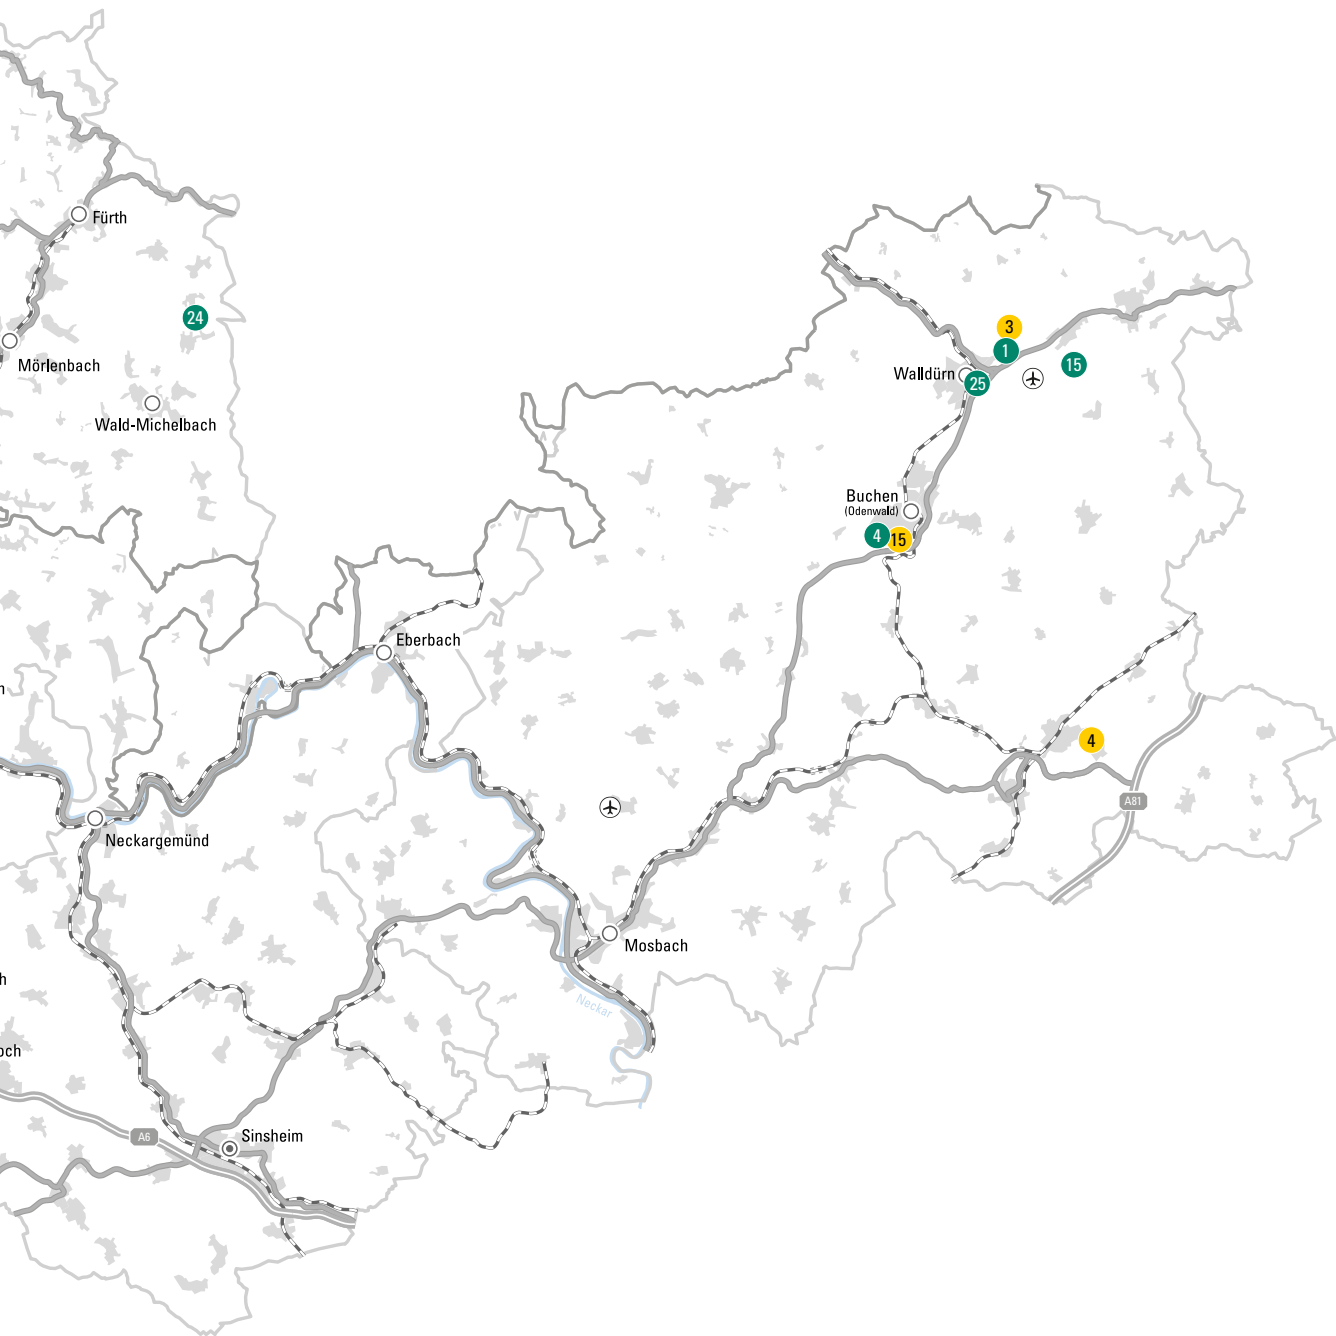 Fürth
24
3
1
15
Mörlenbach
Walldürn
25
Wald-Michelbach
Buchen
(Odenwald)
4
15
Eberbach
n
4
A81
Neckargemünd
Mosbach
h
Neckar
och
A6
Sinsheim